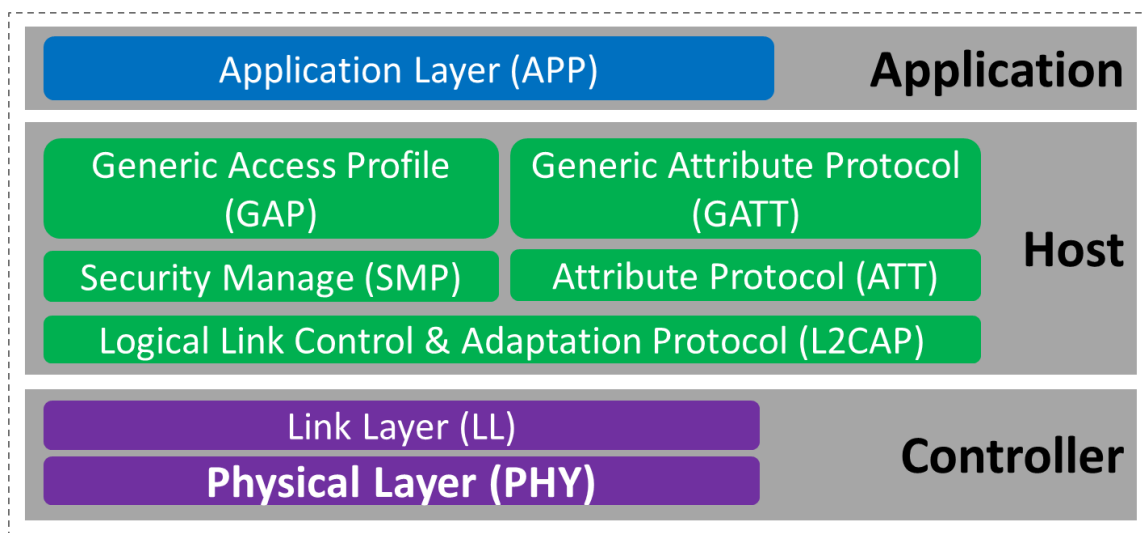 Application Layer (APP)
Application
Generic Access Profile
(GAP)
Generic Attribute Protocol
(GATT)
Security Manage (SMP)
Attribute Protocol (ATT)
Logical Link Control & Adaptation Protocol (L2CAP)
Host
Link Layer (LL)
Physical Layer (PHY)
Controller